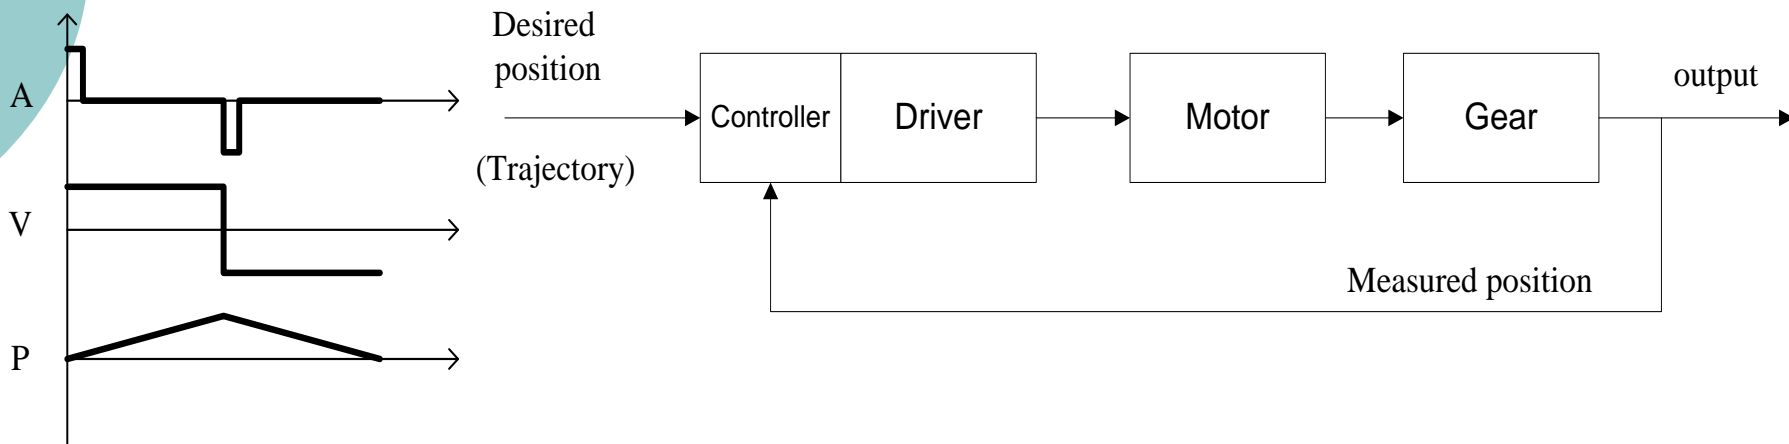 A
V
P
Desired
position
(Trajectory)
Controller
Driver
Motor
Gear
output
Measured position